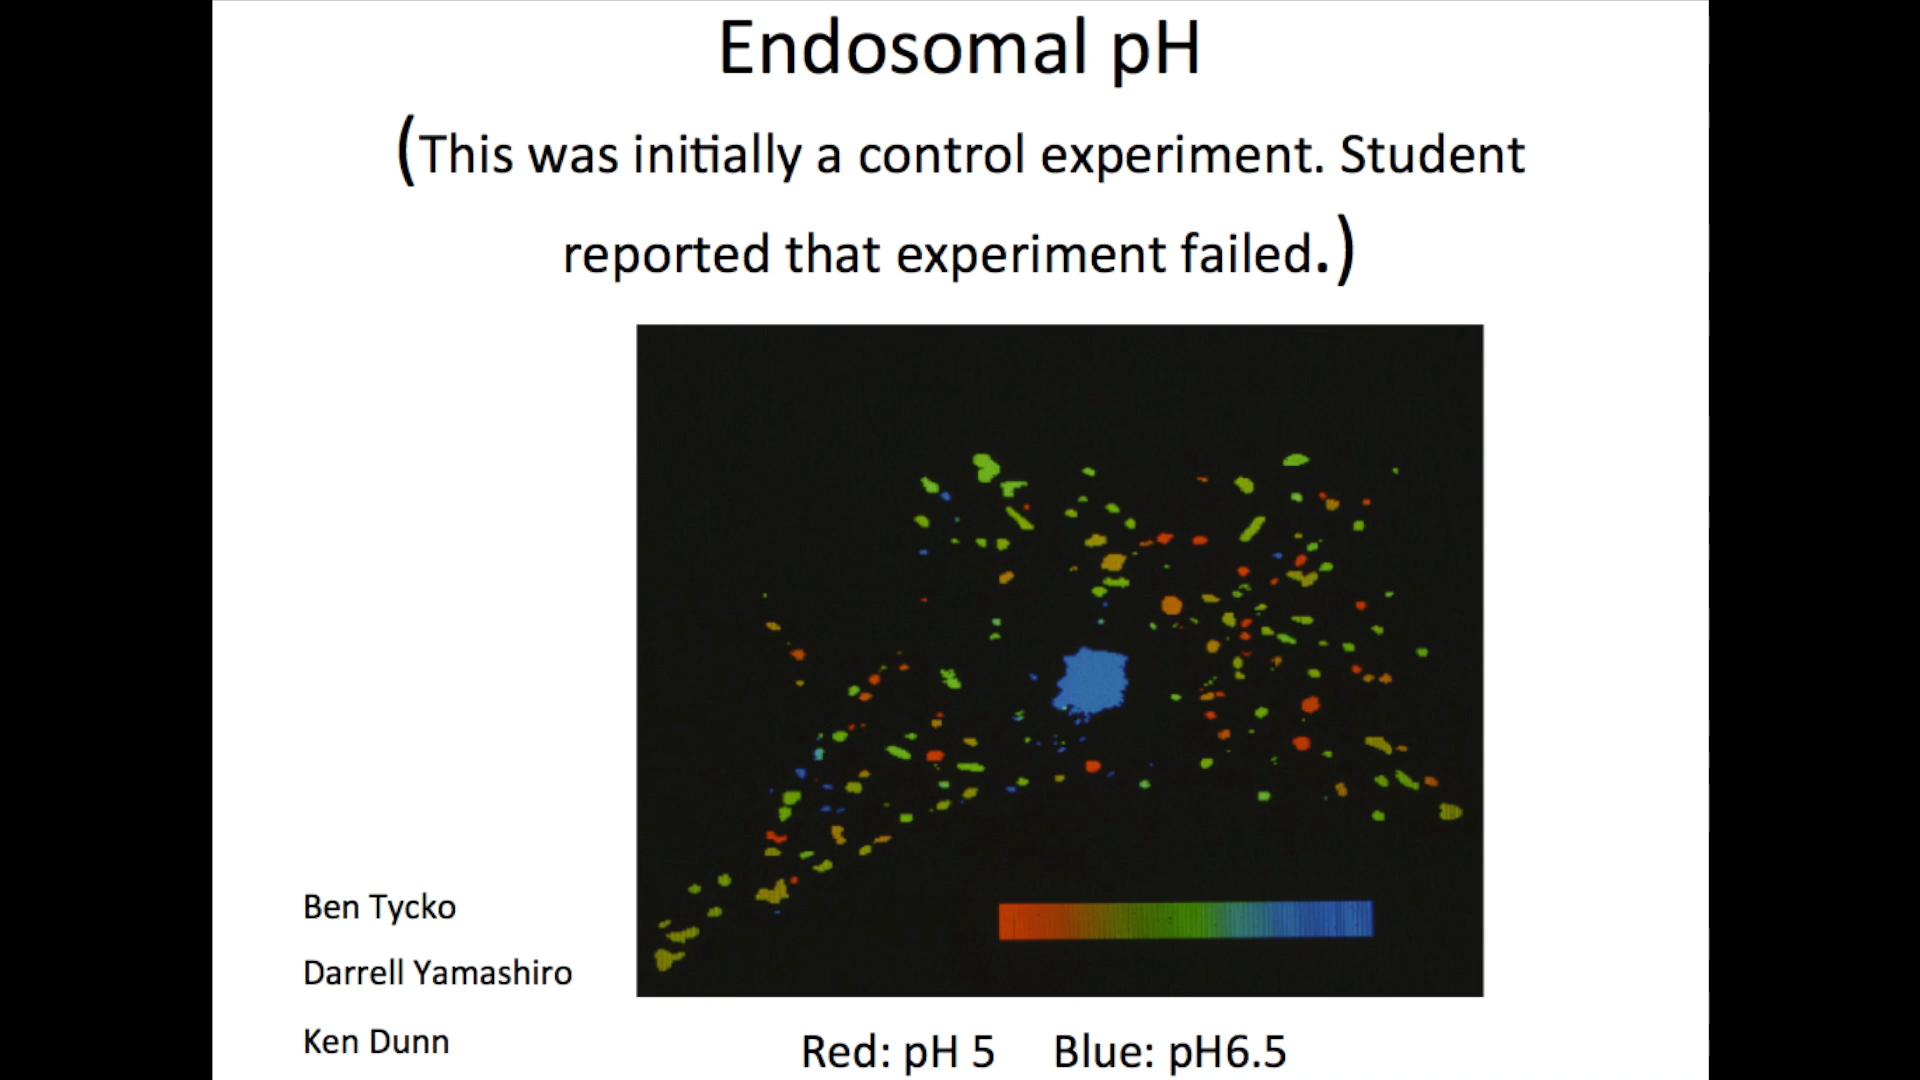 Endosomal pH
(This was initially a control experiment. Student
reported that experiment failed.)
Ben Tycko
Darrell Yamashiro
Ken Dunn
Red: pH 5 Blue: pH6.5